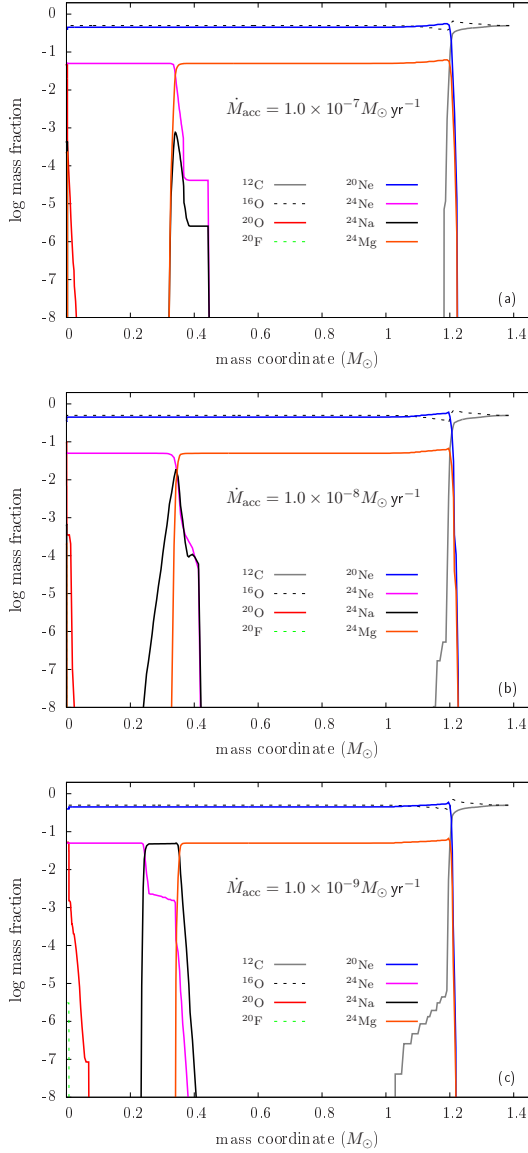 0
-1
-2
-3
-4
-5
-6
-7
-8
log mass fraction
Ṁacc = 1.0 × 10⁻⁷ M⊙ yr⁻¹
¹²C
¹⁶O
²⁰O
²⁰F
²⁰Ne
²⁴Ne
²⁴Na
²⁴Mg
(a)
0 0.2 0.4 0.6 0.8 1 1.2 1.4
mass coordinate (M⊙)
0
-1
-2
-3
-4
-5
-6
-7
-8
log mass fraction
Ṁacc = 1.0 × 10⁻⁸ M⊙ yr⁻¹
¹²C
¹⁶O
²⁰O
²⁰F
²⁰Ne
²⁴Ne
²⁴Na
²⁴Mg
(b)
0 0.2 0.4 0.6 0.8 1 1.2 1.4
mass coordinate (M⊙)
0
-1
-2
-3
-4
-5
-6
-7
-8
log mass fraction
Ṁacc = 1.0 × 10⁻⁹ M⊙ yr⁻¹
¹²C
¹⁶O
²⁰O
²⁰F
²⁰Ne
²⁴Ne
²⁴Na
²⁴Mg
(c)
0 0.2 0.4 0.6 0.8 1 1.2 1.4
mass coordinate (M⊙)